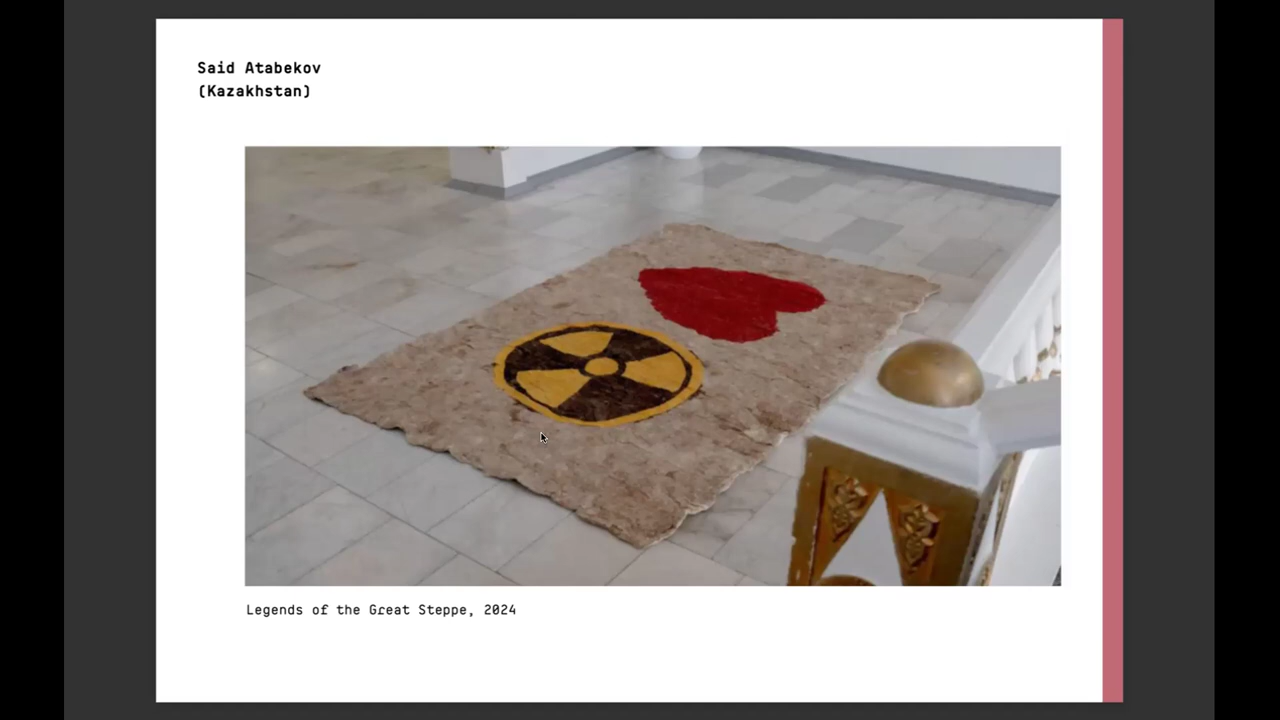 Said Atabekov
(Kazakhstan)
Legends of the Great Steppe, 2024